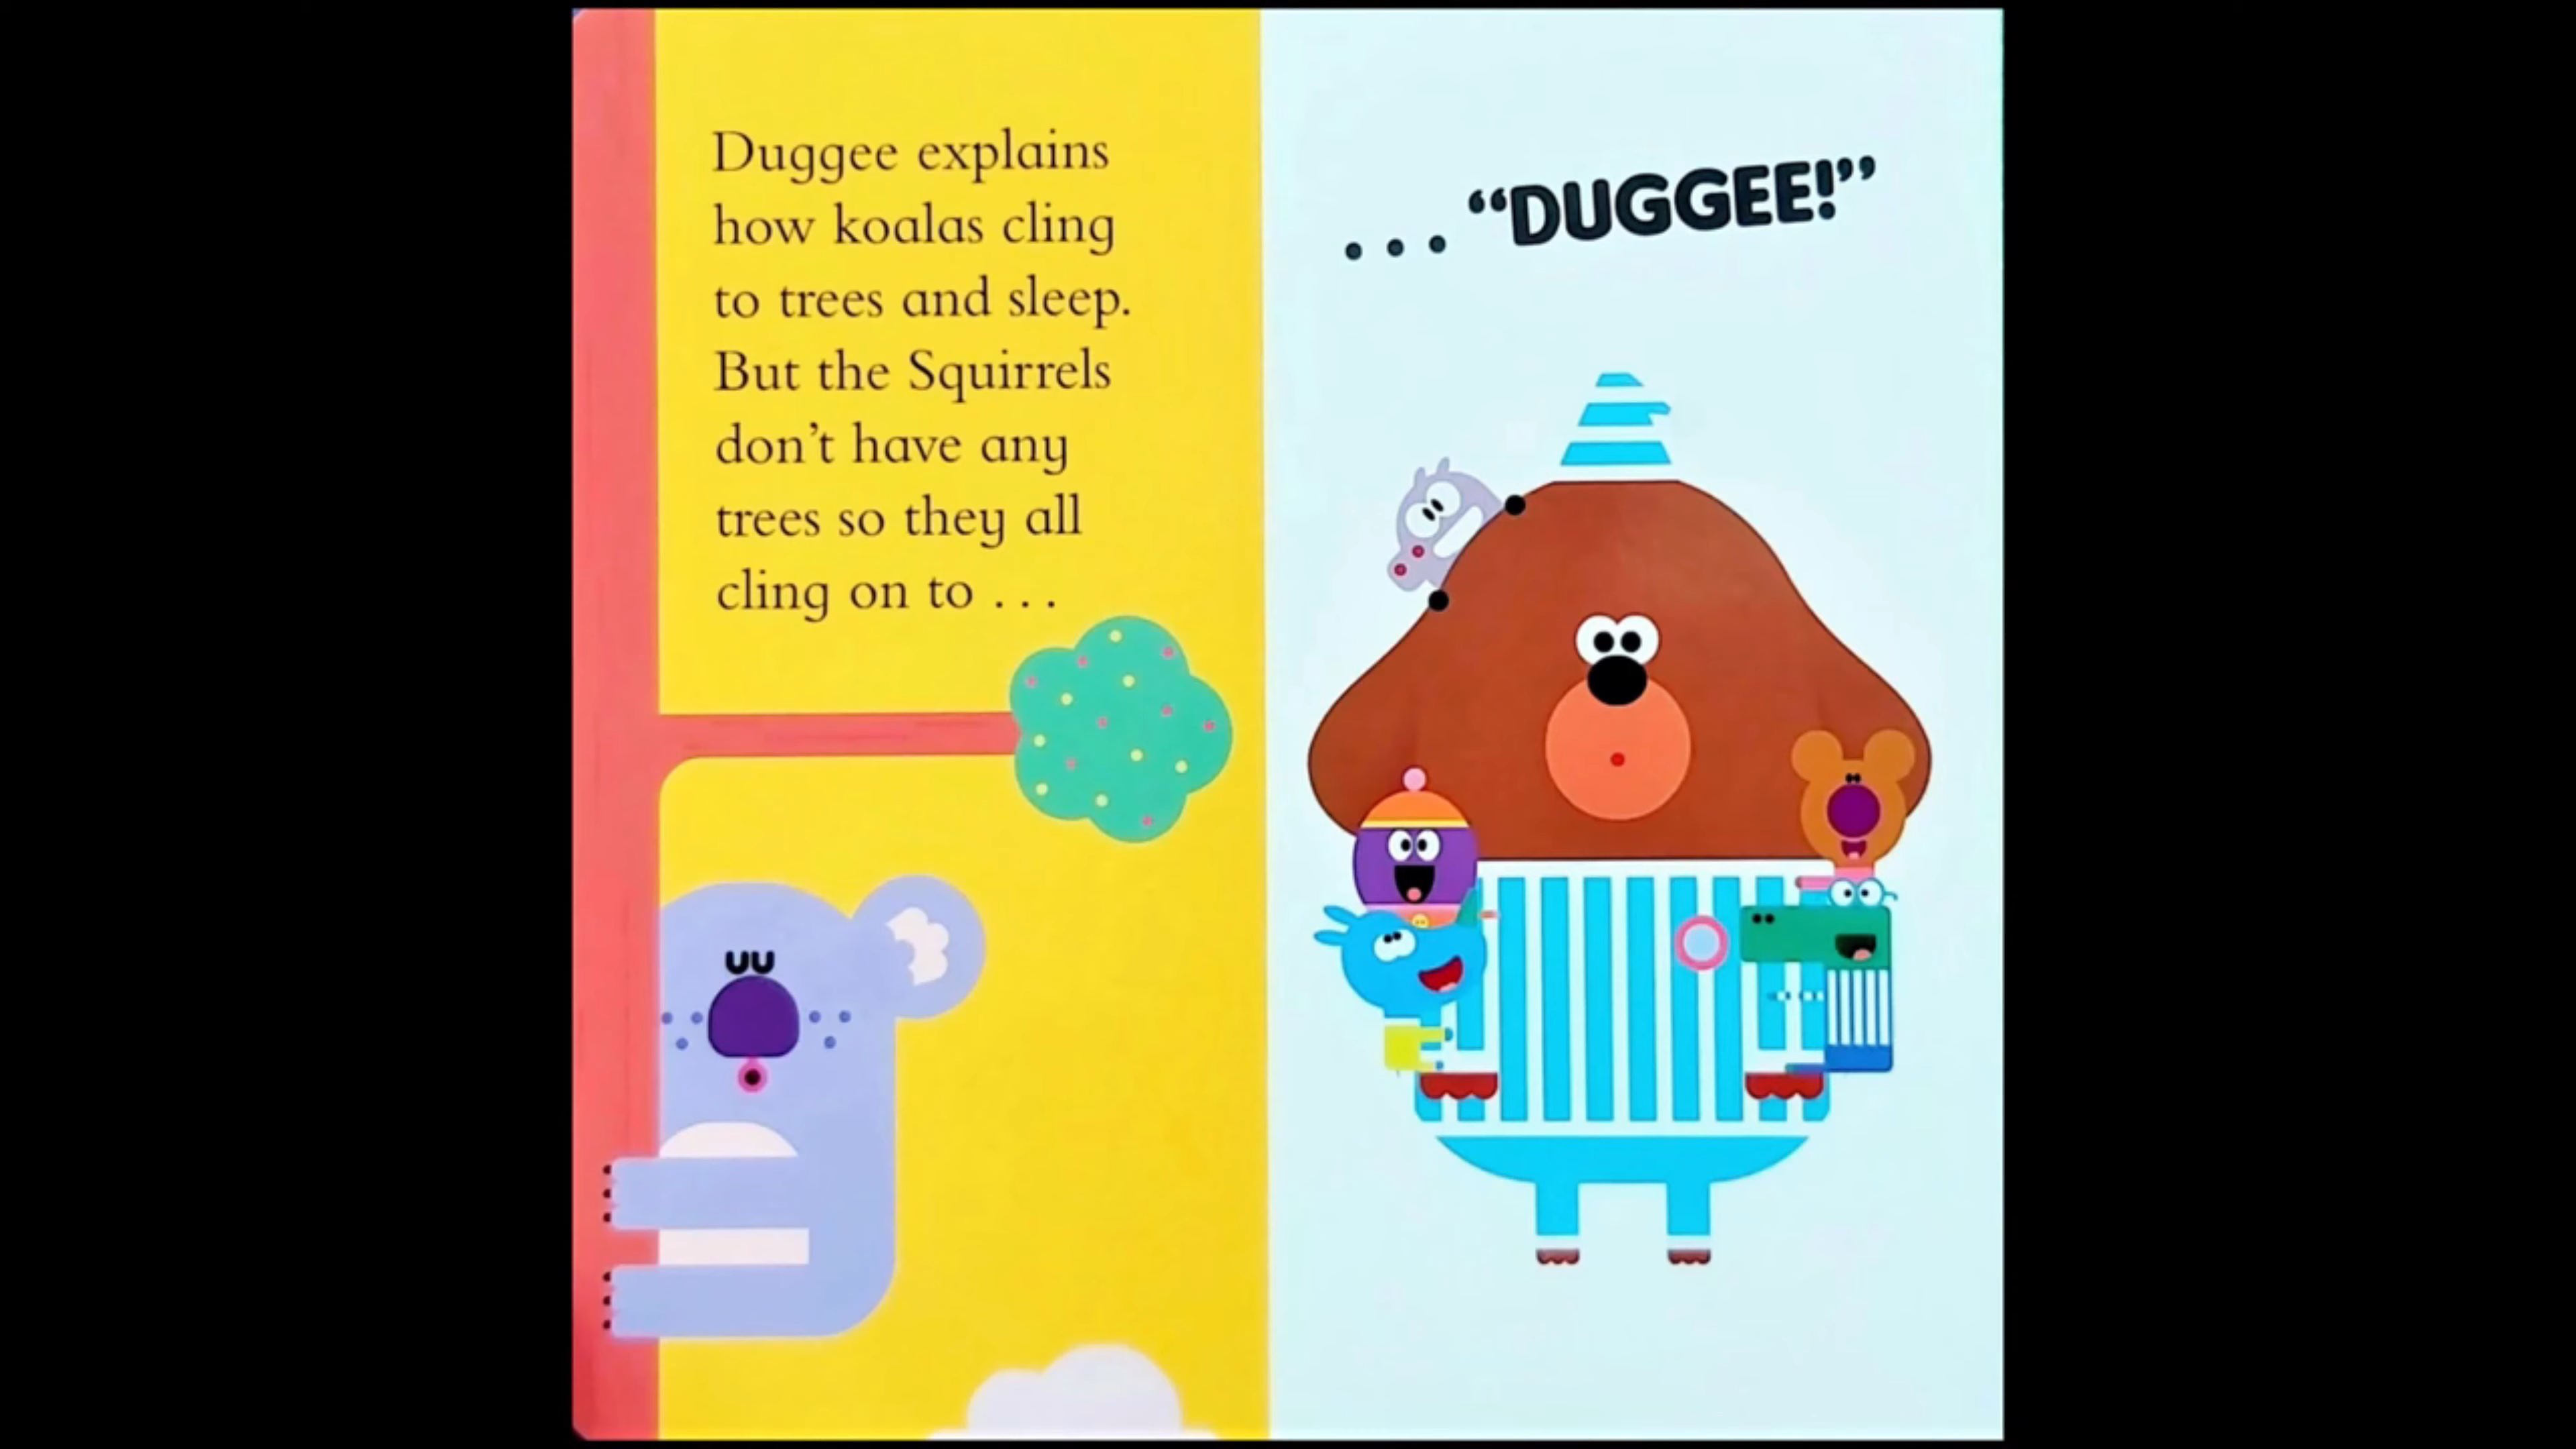 Duggee explains
how koalas cling
to trees and sleep.
But the Squirrels
don’t have any
trees so they all
cling on to . . .
. . . “DUGGEE!”